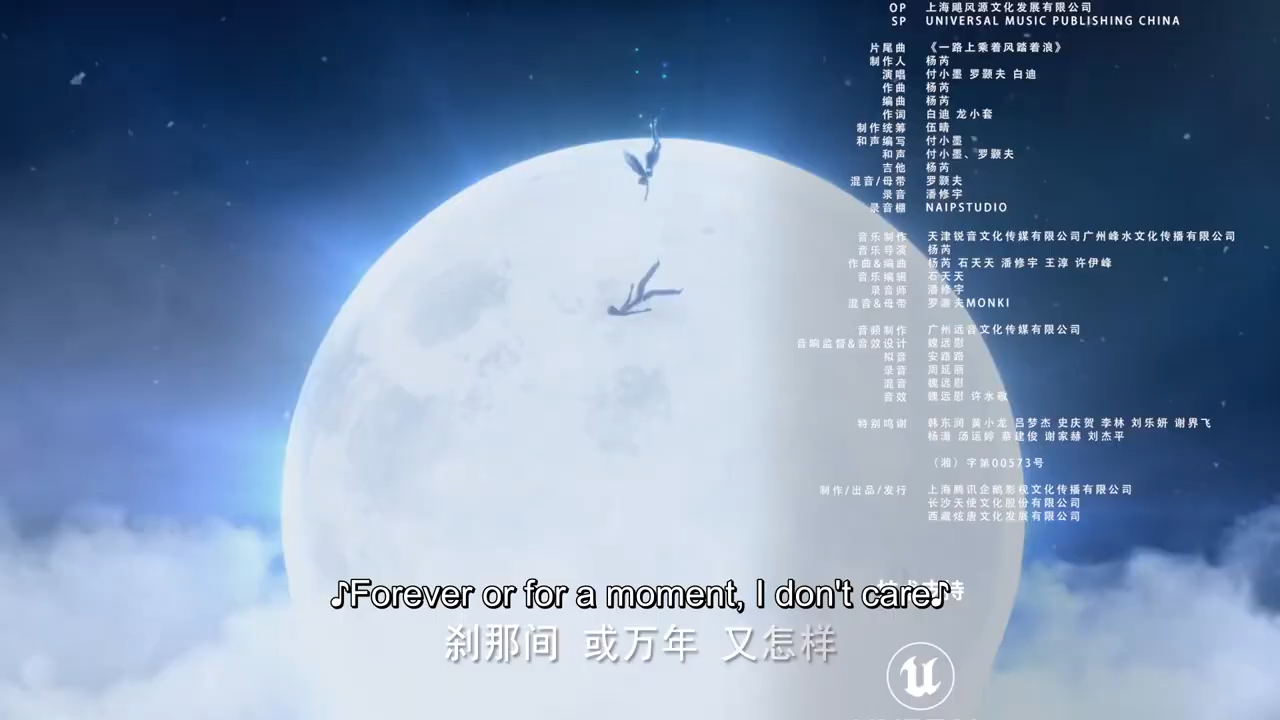 OP 上海飓风源文化发展有限公司
SP UNIVERSAL MUSIC PUBLISHING CHINA
片尾曲 《一路上乘着风踏着浪》
制作人 杨芮
演唱 付小墨 罗颢夫 白迪
作曲 杨芮
编曲 杨芮
作词 白迪 龙小套
制作统筹 伍晴
和声编写 付小墨
和声 付小墨、罗颢夫
吉他 杨芮
混音/母带 罗颢夫
录音 潘修宇
录音棚 NAIPSTUDIO
音乐制作 天津锐音文化传媒有限公司广州峰水文化传播有限公司
音乐导演 杨芮
作曲&编曲 杨芮 石天天 潘修宇 王淳 许伊峰
音乐编辑 石天天
录音师 潘修宇
混音&母带 罗颢夫MONKI
音频制作 广州远音文化传媒有限公司
音响监督&音效设计 魏远慰
拟音 安路路
录音 周延丽
混音 魏远慰
音效 魏远慰 许水敬
特别鸣谢 韩东润 黄小龙 吕梦杰 史庆贺 李林 刘乐妍 谢界飞
杨潇 汤运婷 蔡建俊 谢家赫 刘杰平
（湘）字第00573号
制作/出品/发行 上海腾讯企鹅影视文化传播有限公司
长沙天使文化股份有限公司
西藏炫唐文化发展有限公司
♪Forever or for a moment, I don't care♪
刹那间 或万年 又怎样